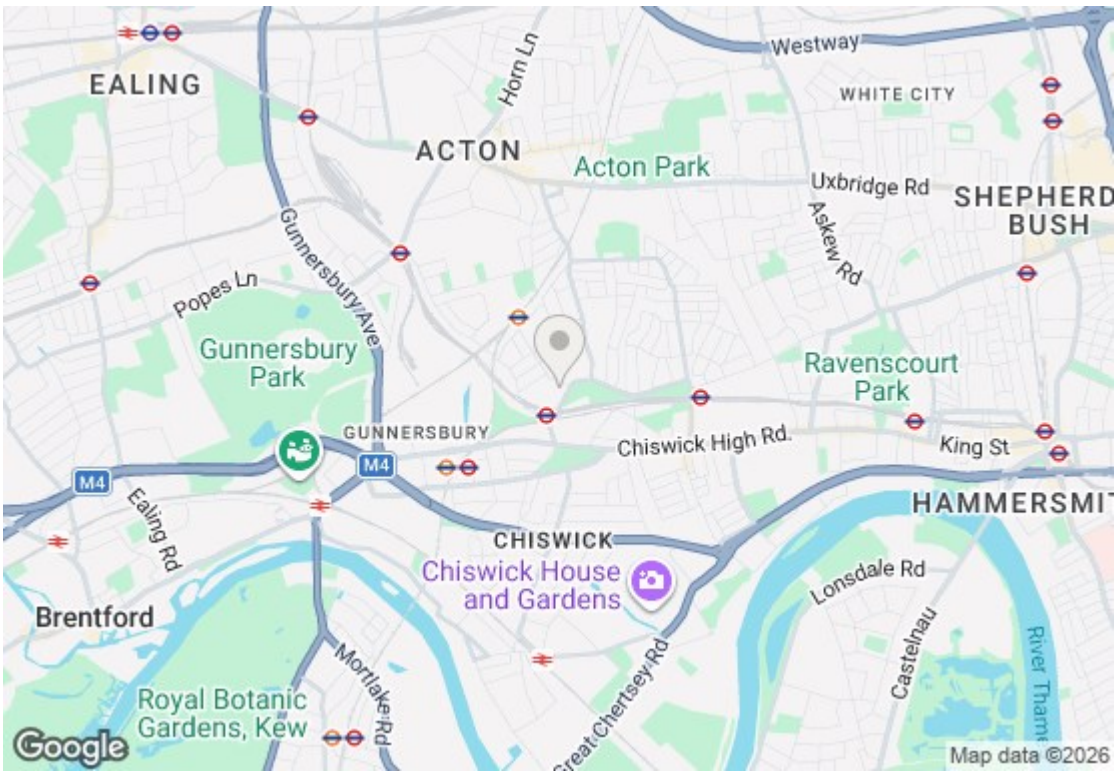 Westway
EALING
Horn Ln
WHITE CITY
ACTON
Acton Park
Uxbridge Rd
SHEPHERD
BUSH
Askew Rd
Gunnersbury Ave
Popes Ln
Gunnersbury
Park
Ravenscourt
Park
GUNNERSBURY
Chiswick High Rd.
King St
M4
M4
Ealing Rd
HAMMERSMIT
CHISWICK
Chiswick House
and Gardens
Lonsdale Rd
Brentford
Castelnau
River Thame
Mortlake Rd
Great Chertsey Rd
Royal Botanic
Gardens, Kew
Google
Map data ©2026